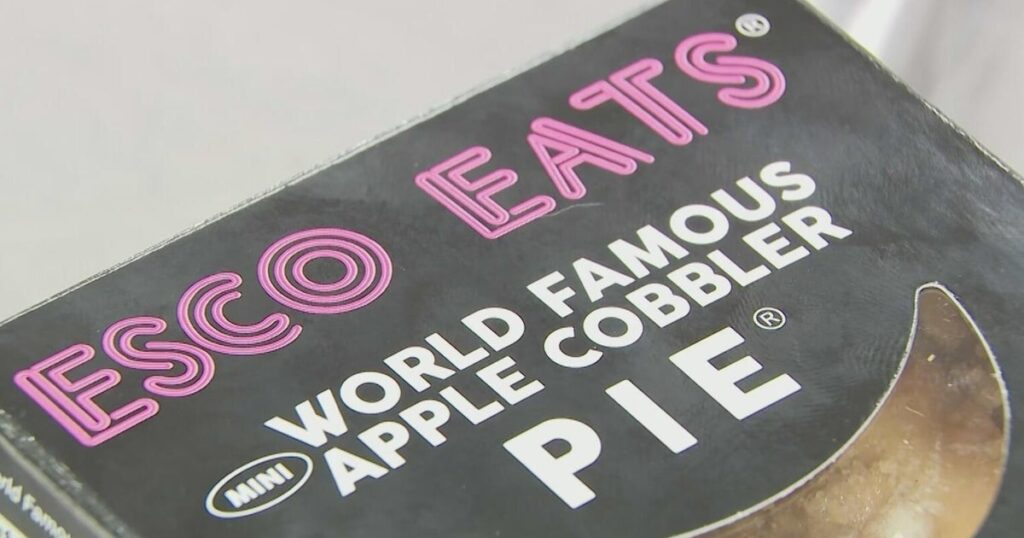 ESCO EATS®
WORLD FAMOUS
MINI APPLE COBBLER
PIE®